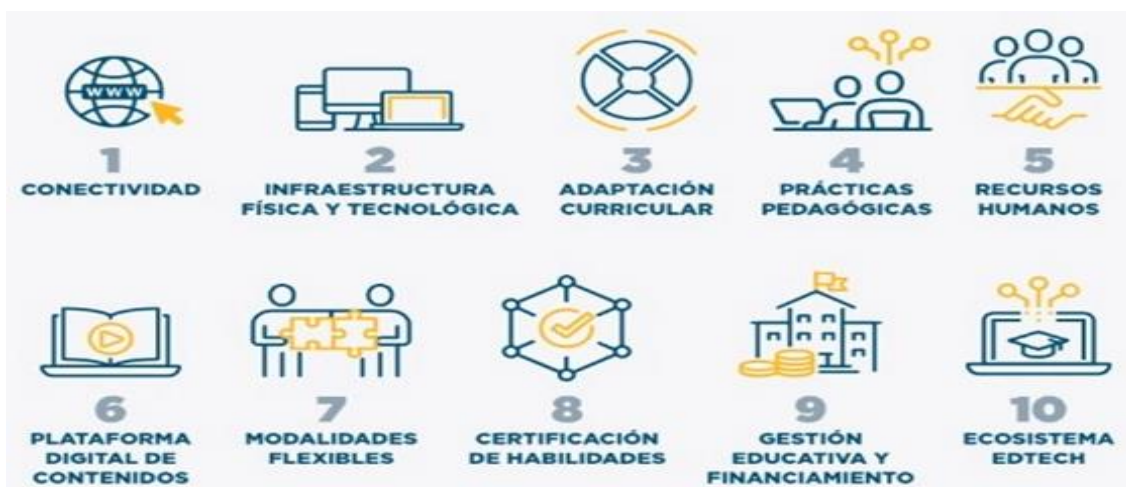 www
1
CONECTIVIDAD
2
INFRAESTRUCTURA
FÍSICA Y TECNOLÓGICA
3
ADAPTACIÓN
CURRICULAR
4
PRÁCTICAS
PEDAGÓGICAS
5
RECURSOS
HUMANOS
6
PLATAFORMA
DIGITAL DE
CONTENIDOS
7
MODALIDADES
FLEXIBLES
8
CERTIFICACIÓN
DE HABILIDADES
9
GESTIÓN
EDUCATIVA Y
FINANCIAMIENTO
10
ECOSISTEMA
EDTECH